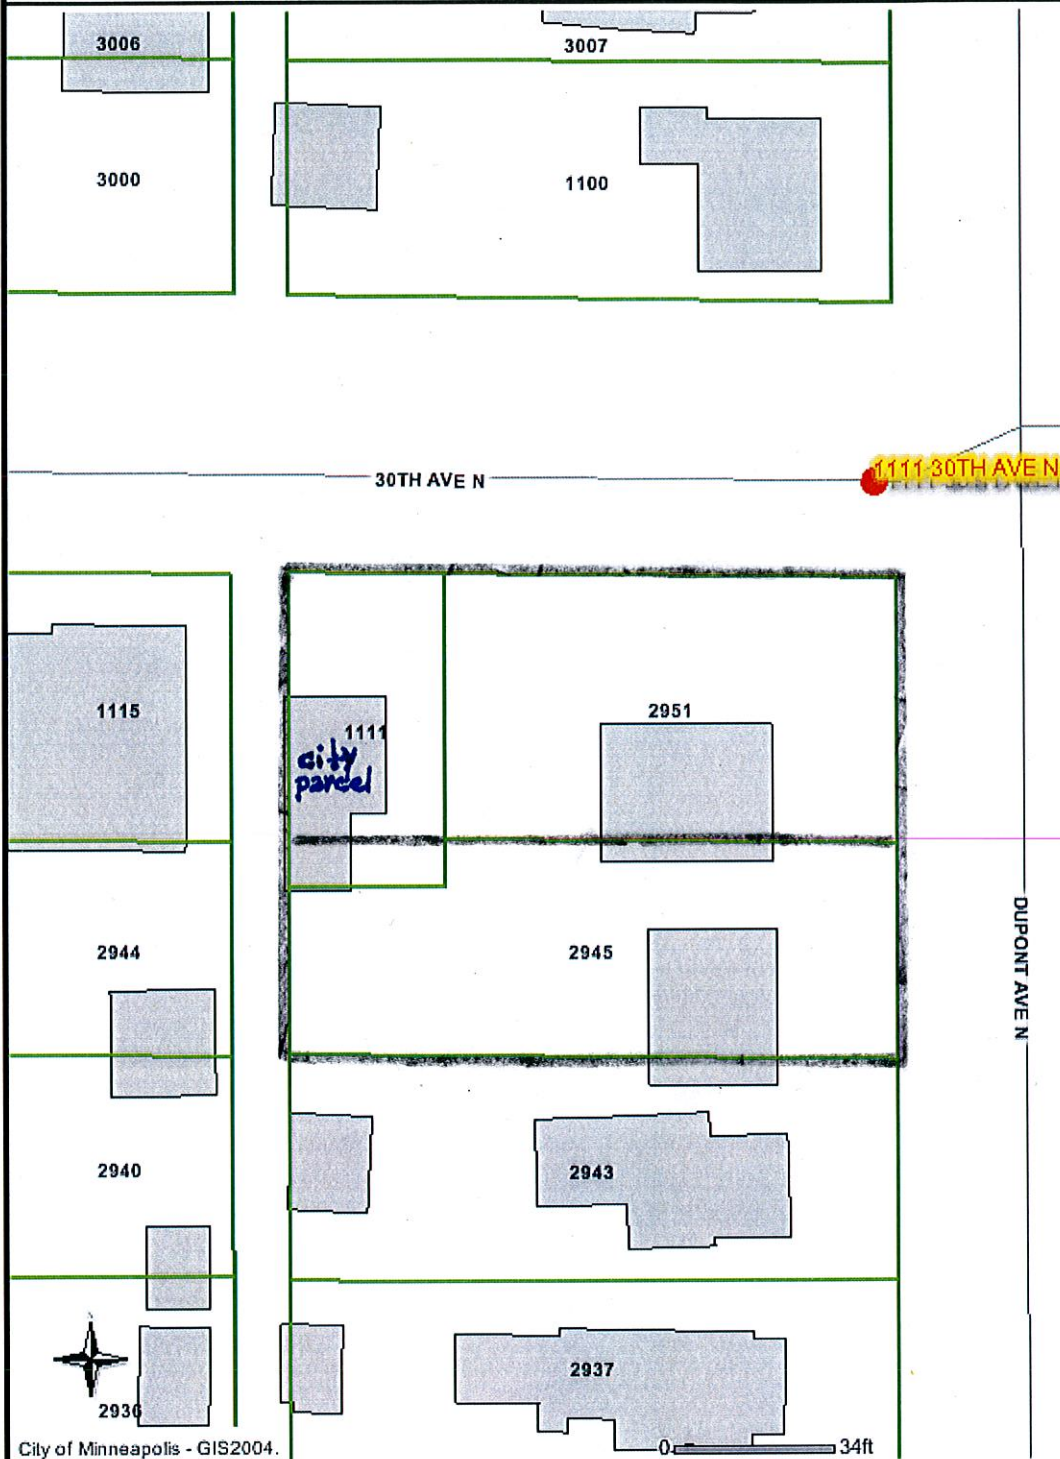 3006
3007
3000
1100
30TH AVE N
1111 30TH AVE N
1115
1111
2951
city
parcel
2944
2945
DUPONT AVE N
2940
2943
2937
2936
City of Minneapolis - GIS2004.
0 34ft